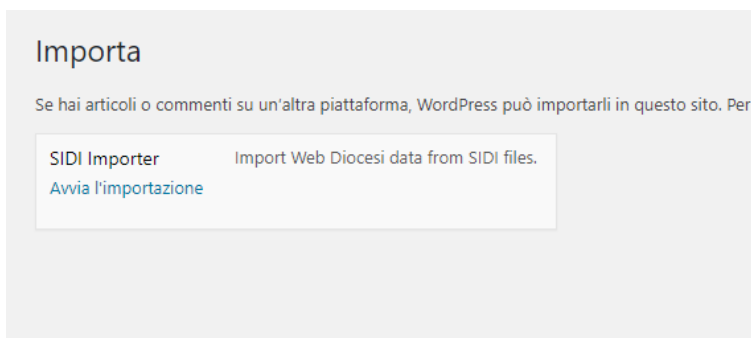 Importa
Se hai articoli o commenti su un'altra piattaforma, WordPress può importarli in questo sito. Per
SIDI Importer Import Web Diocesi data from SIDI files.
Avvia l'importazione